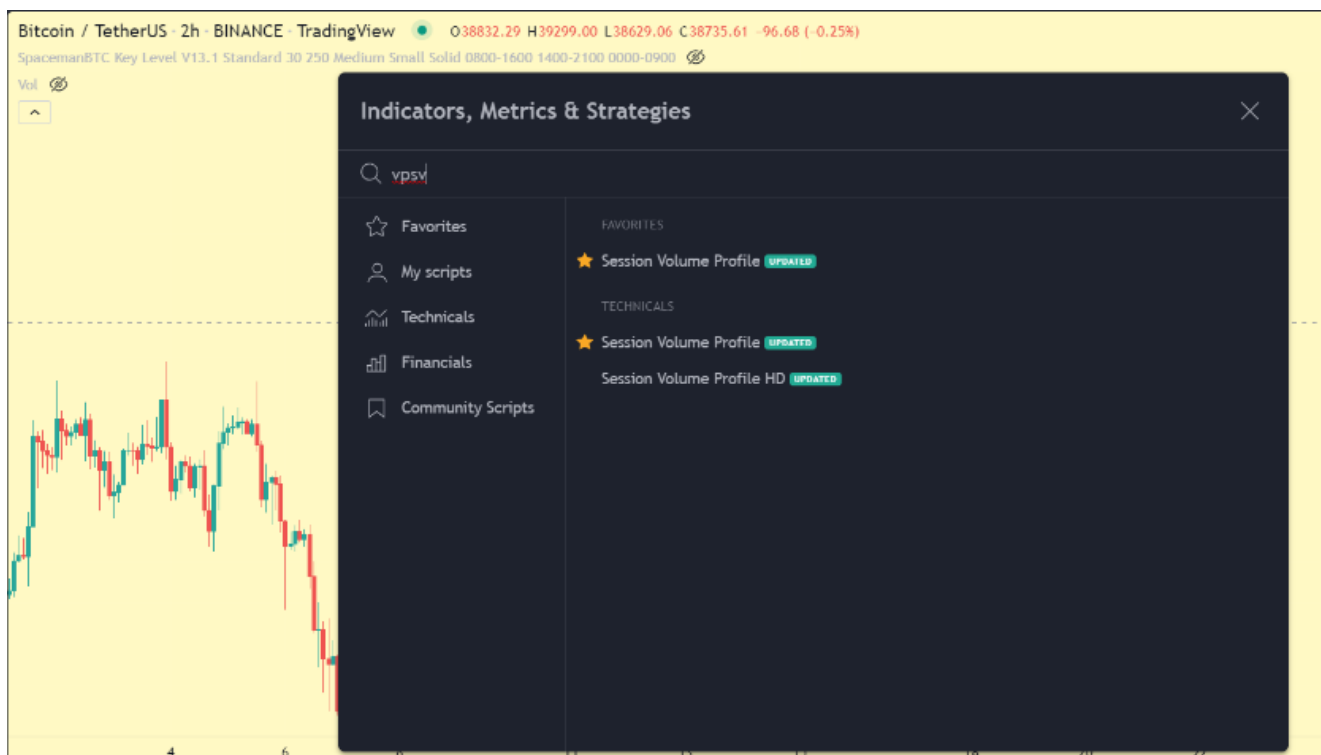 Bitcoin / TetherUS · 2h · BINANCE · TradingView O38832.29 H39299.00 L38629.06 C38735.61 -96.68 (-0.25%)
SpacemanBTC Key Level V13.1 Standard 30 250 Medium Small Solid 0800-1600 1400-2100 0000-0900
Vol
Indicators, Metrics & Strategies
vpsv
Favorites
My scripts
Technicals
Financials
Community Scripts
FAVORITES
Session Volume Profile UPDATED
TECHNICALS
Session Volume Profile UPDATED
Session Volume Profile HD UPDATED
4 6